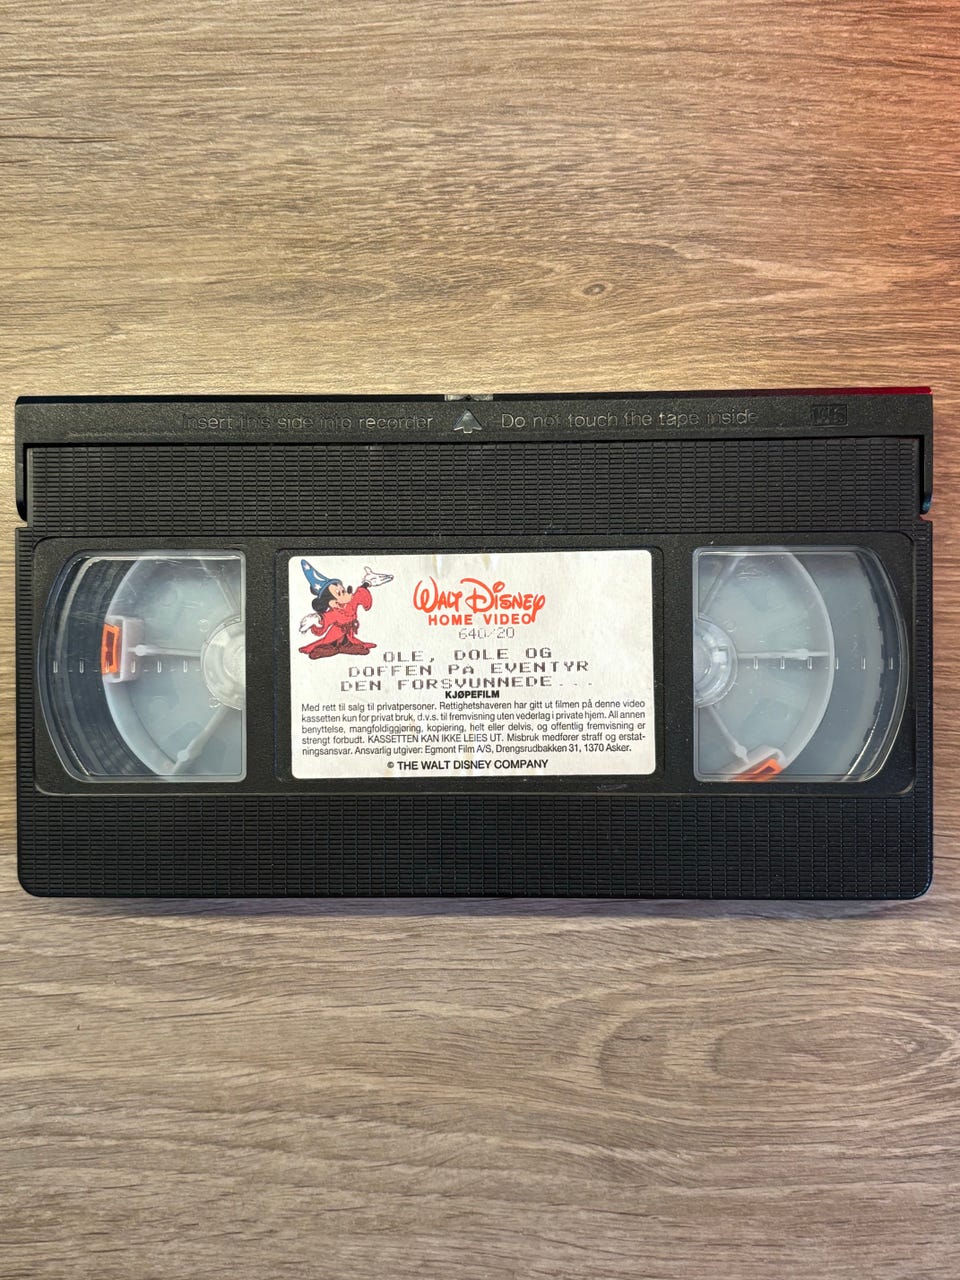 Insert this side into recorder Do not touch the tape inside VHS
WALT DISNEY
HOME VIDEO
640/20
OLE, DOLE OG
DOFFEN PA EVENTYR
DEN FORSVUNNEDE...
KJØPEFILM
Med rett til salg til privatpersoner. Rettighetshaveren har gitt ut filmen på denne video
kassetten kun for privat bruk, d.v.s. til fremvisning uten vederlag i private hjem. All annen
benyttelse, mangfoldiggjøring, kopiering, helt eller delvis, og offentlig fremvisning er
strengt forbudt. KASSETTEN KAN IKKE LEIES UT. Misbruk medfører straff og erstat-
ningsansvar. Ansvarlig utgiver: Egmont Film A/S, Drengsrudbakken 31, 1370 Asker.
© THE WALT DISNEY COMPANY